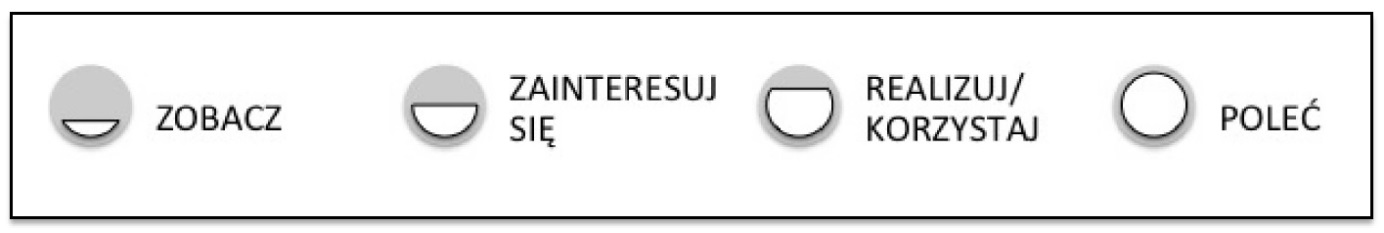 ZOBACZ
ZAINTERESUJ
SIĘ
REALIZUJ/
KORZYSTAJ
POLEĆ